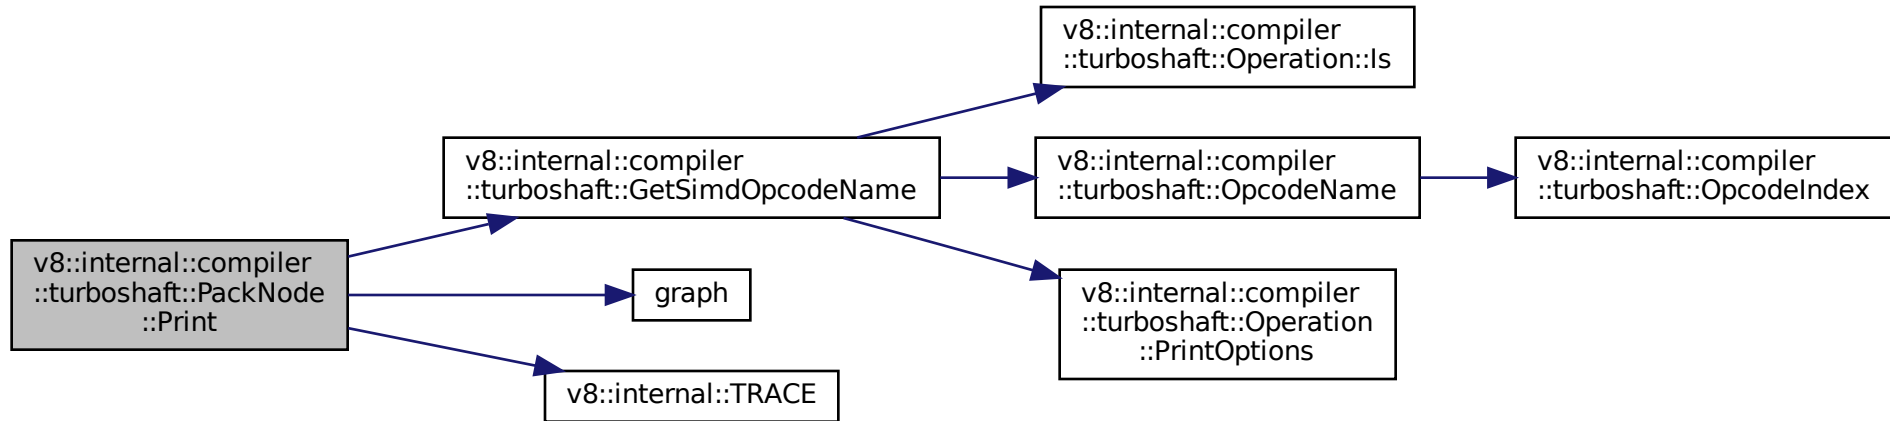 v8::internal::compiler
::turboshaft::Operation::Is
v8::internal::compiler
::turboshaft::GetSimdOpcodeName
v8::internal::compiler
::turboshaft::OpcodeName
v8::internal::compiler
::turboshaft::OpcodeIndex
v8::internal::compiler
::turboshaft::PackNode
::Print
graph
v8::internal::compiler
::turboshaft::Operation
::PrintOptions
v8::internal::TRACE